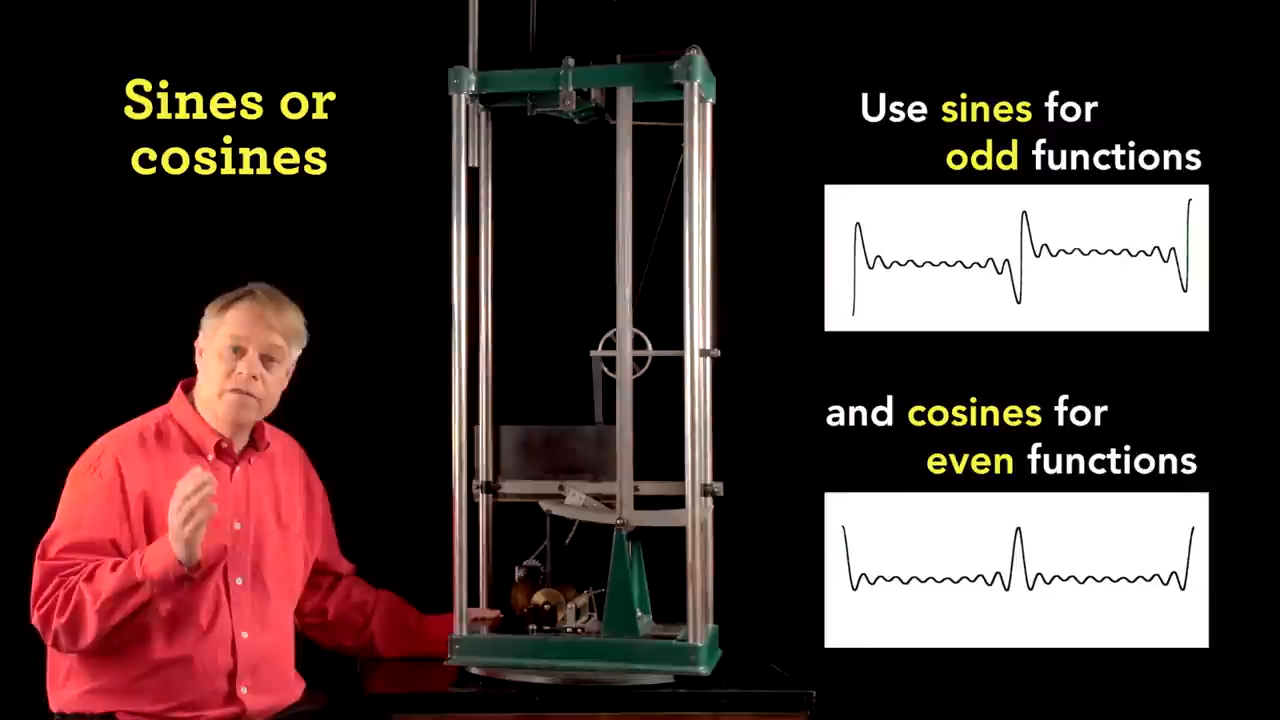 Sines or
cosines
Use sines for
odd functions
and cosines for
even functions